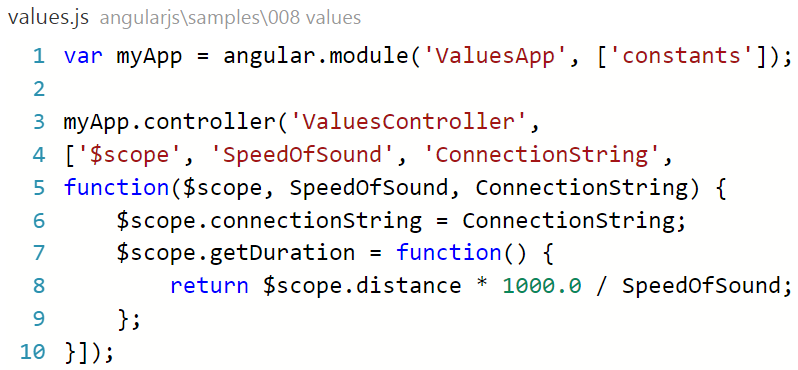 values.js angularjs\samples\008 values
1 var myApp = angular.module('ValuesApp', ['constants']);
2
3 myApp.controller('ValuesController',
4 ['$scope', 'SpeedOfSound', 'ConnectionString',
5 function($scope, SpeedOfSound, ConnectionString) {
6     $scope.connectionString = ConnectionString;
7     $scope.getDuration = function() {
8         return $scope.distance * 1000.0 / SpeedOfSound;
9     };
10 }]);